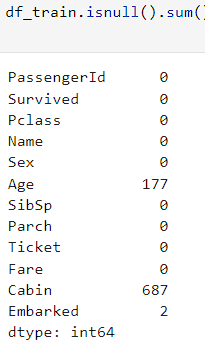 df_train.isnull().sum()
PassengerId 0
Survived 0
Pclass 0
Name 0
Sex 0
Age 177
SibSp 0
Parch 0
Ticket 0
Fare 0
Cabin 687
Embarked 2
dtype: int64